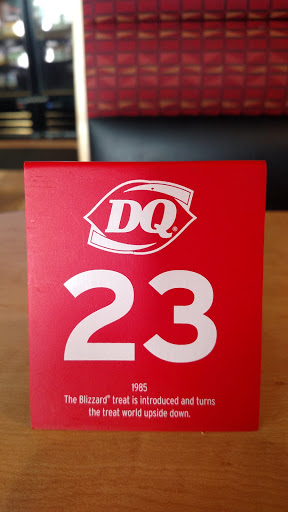 DQ®
23
1985
The Blizzard® treat is introduced and turns
the treat world upside down.